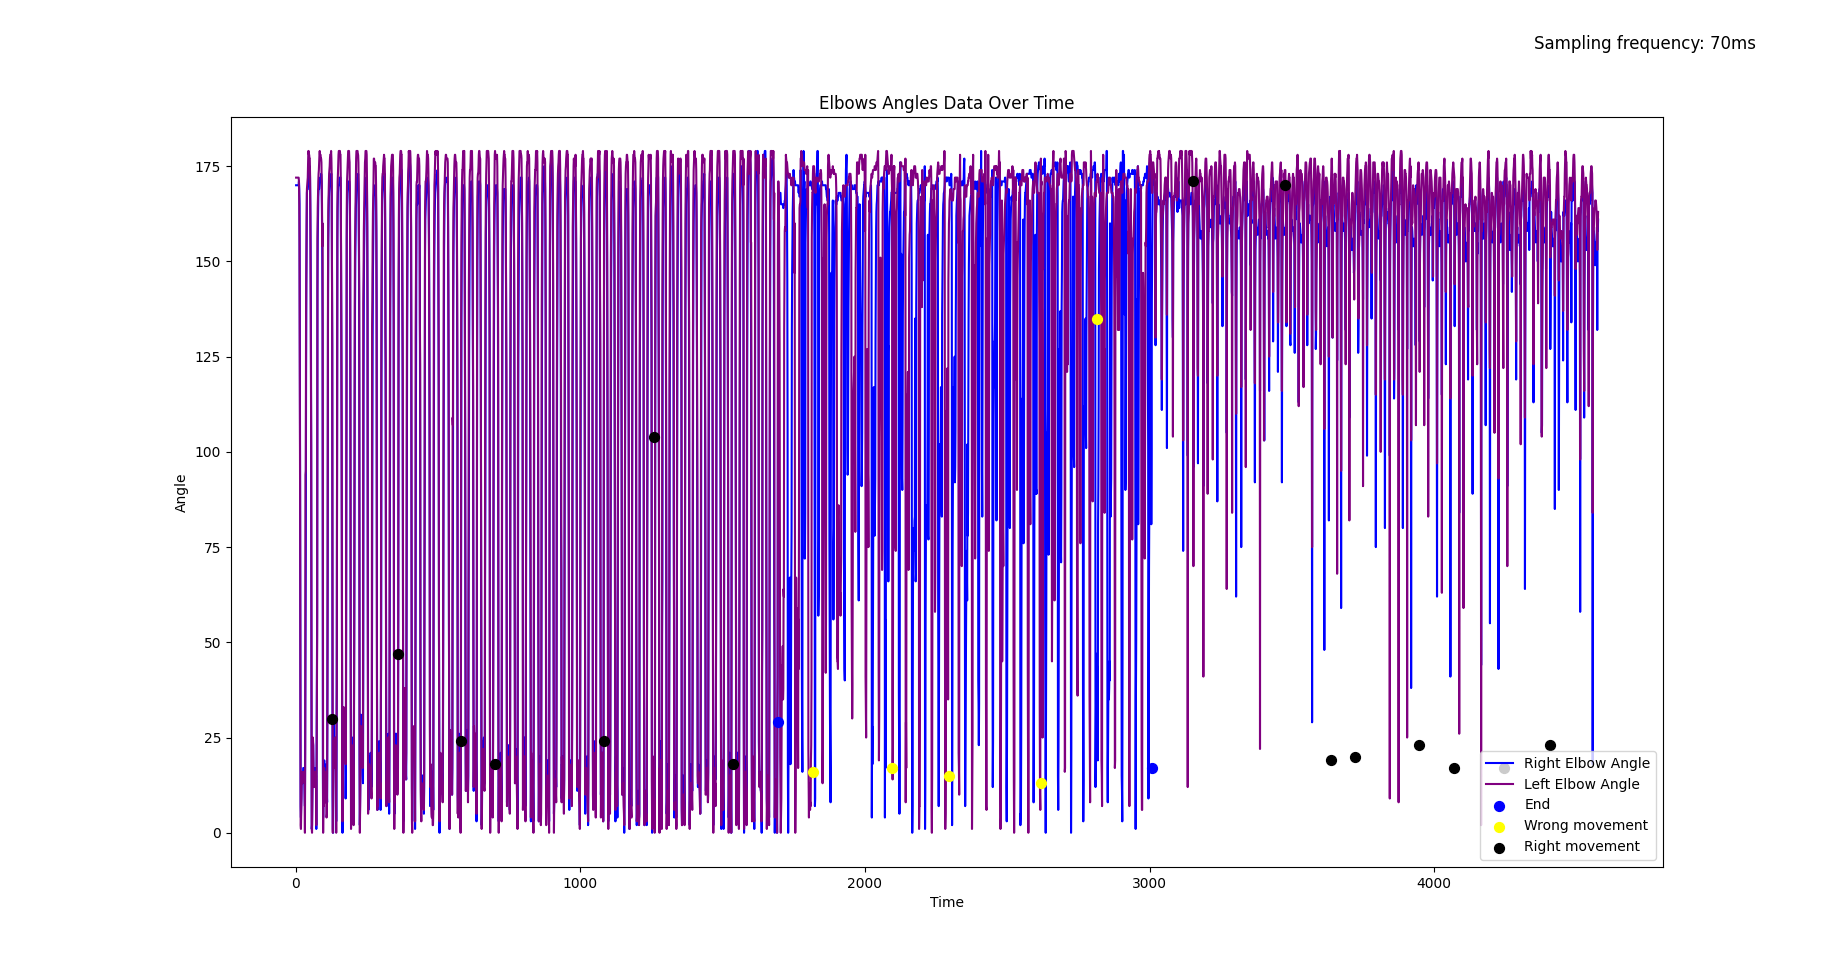 Sampling frequency: 70ms
Elbows Angles Data Over Time
Angle
175
150
125
100
75
50
25
0
0 1000 2000 3000 4000
Time
Right Elbow Angle
Left Elbow Angle
End
Wrong movement
Right movement